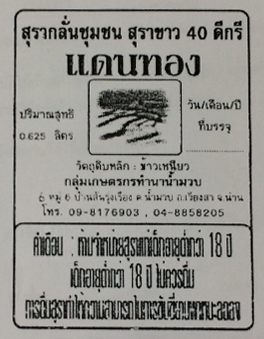 สุรากลั่นชุมชน สุราขาว 40 ดีกรี
แดนทอง
ปริมาณสุทธิ
0.625 ลิตร
วัน/เดือน/ปี
ที่บรรจุ
วัตถุดิบหลัก : ข้าวเหนียว
กลุ่มเกษตรกรทำนาน้ำมวบ
6 หมู่ 6 บ้านสันรุ่งเรือง ต.น้ำมวบ อ.เวียงสา จ.น่าน
โทร. 09-8176903 , 04-8858205
คำเตือน : ห้ามจำหน่ายสุราแก่เด็กอายุต่ำกว่า 18 ปี
เด็กอายุต่ำกว่า 18 ปี ไม่ควรดื่ม
การดื่มสุราทำให้ความสามารถในการขับขี่ยานพาหนะลดลง